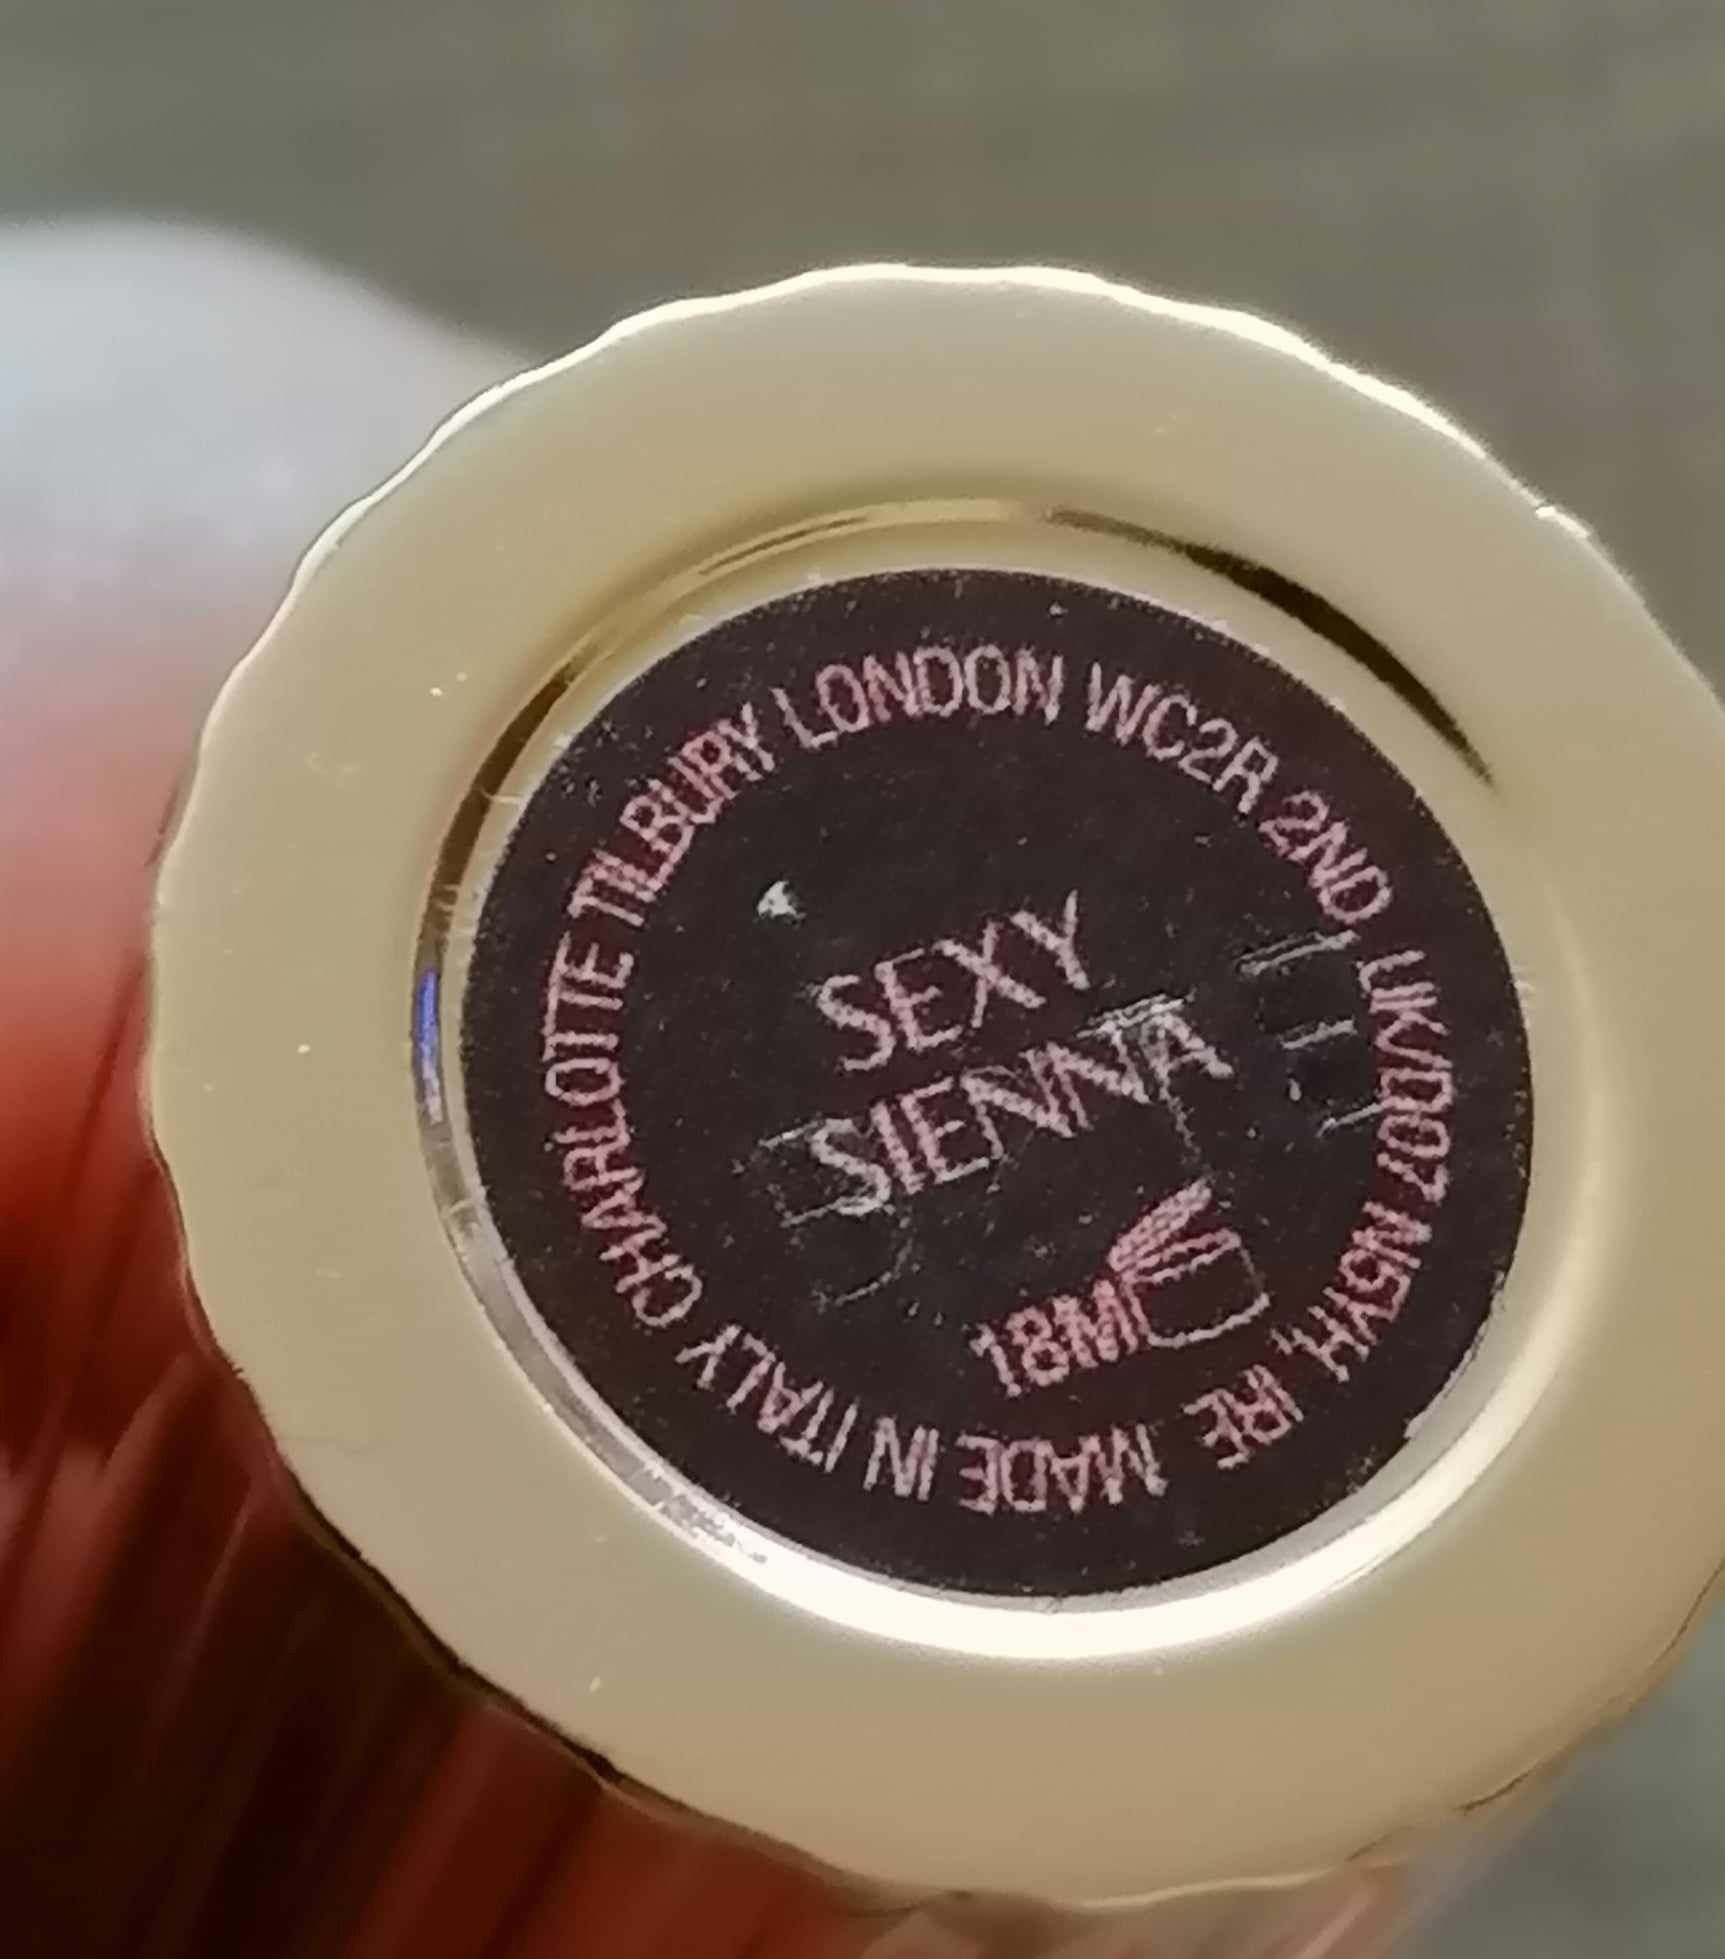 CHARLOTTE TILBURY LONDON WC2R 2ND, UK/D07 N5YH, IRE MADE IN ITALY
SEXY
SIENNA
18M